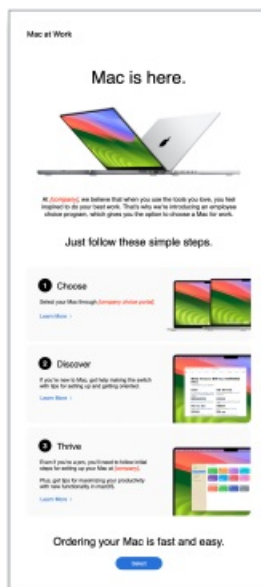 Mac at Work
Mac is here.
At [company], we believe that when you use the tools you love, you feel
inspired to do your best work. That's why we're introducing an employee
choice program, which gives you the option to choose a Mac for work.
Just follow these simple steps.
1 Choose
Select your Mac through [company choice portal].
Learn More >
2 Discover
If you're new to Mac, get help making the switch
with tips for setting up and getting oriented.
Learn More >
3 Thrive
Even if you're a pro, you'll need to follow initial
steps for setting up your Mac at [company].
Plus, get tips for maximizing your productivity
with new functionality in macOS.
Learn More >
Ordering your Mac is fast and easy.
Select